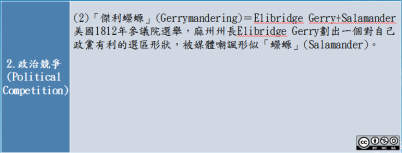 2.政治競爭
(Political
Competition)
(2)「傑利蠑螈」(Gerrymandering)＝Elibridge Gerry+Salamander
美國1812年參議院選舉，麻州州長Elibridge Gerry劃出一個對自己
政黨有利的選區形狀，被媒體嘲諷形似「蠑螈」(Salamander)。